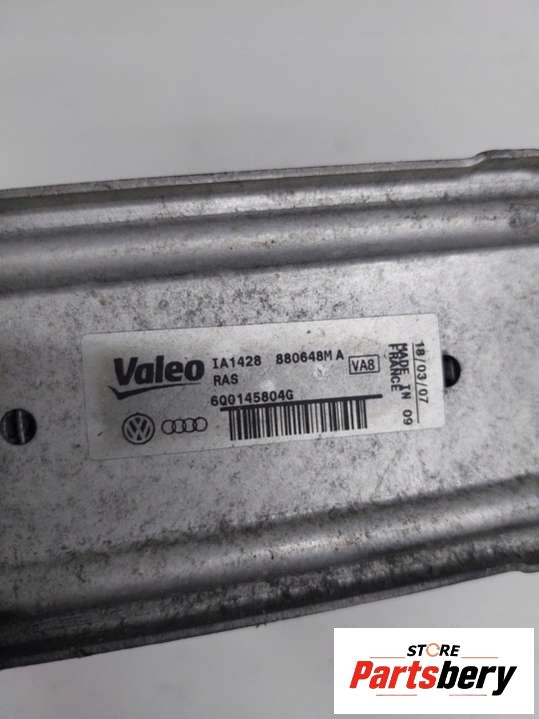 Valeo
IA1428 880648M A
RAS
VA8
6Q0145804G
18/03/07
MADE IN 09
FRANCE
STORE
Partsbery